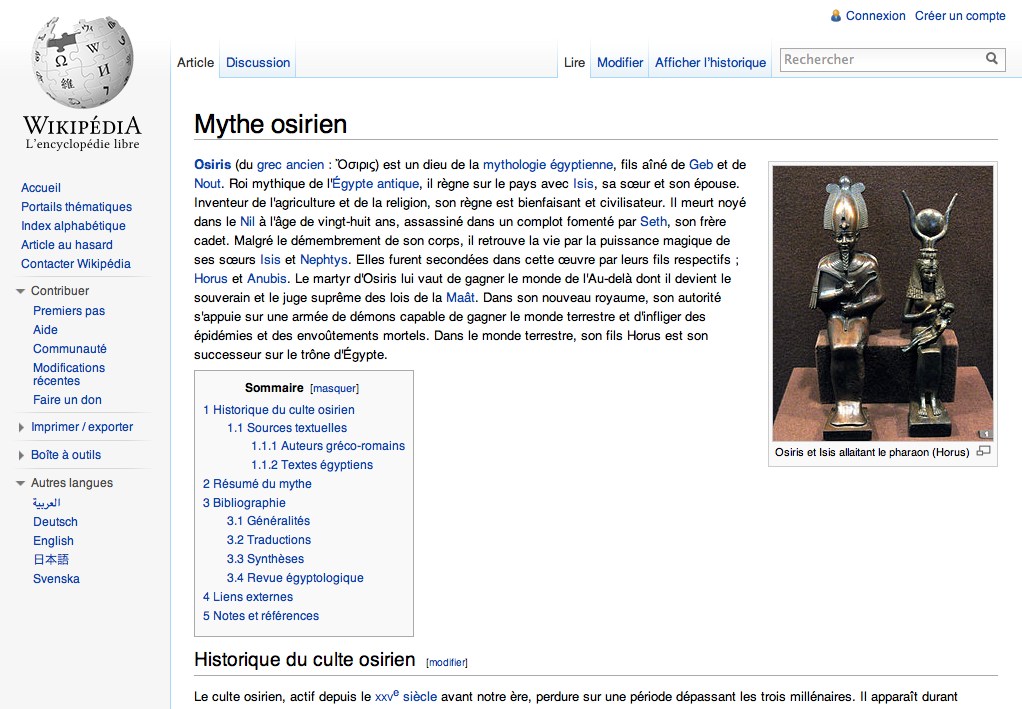 Connexion Créer un compte
Article Discussion Lire Modifier Afficher l'historique Rechercher
WIKIPÉDIA
L'encyclopédie libre
Accueil
Portails thématiques
Index alphabétique
Article au hasard
Contacter Wikipédia
Contribuer
Premiers pas
Aide
Communauté
Modifications
récentes
Faire un don
Imprimer / exporter
Boîte à outils
Autres langues
العربية
Deutsch
English
日本語
Svenska
Mythe osirien
Osiris (du grec ancien : Ὄσιρις) est un dieu de la mythologie égyptienne, fils aîné de Geb et de
Nout. Roi mythique de l'Égypte antique, il règne sur le pays avec Isis, sa sœur et son épouse.
Inventeur de l'agriculture et de la religion, son règne est bienfaisant et civilisateur. Il meurt noyé
dans le Nil à l'âge de vingt-huit ans, assassiné dans un complot fomenté par Seth, son frère
cadet. Malgré le démembrement de son corps, il retrouve la vie par la puissance magique de
ses sœurs Isis et Nephtys. Elles furent secondées dans cette œuvre par leurs fils respectifs ;
Horus et Anubis. Le martyr d'Osiris lui vaut de gagner le monde de l'Au-delà dont il devient le
souverain et le juge suprême des lois de la Maât. Dans son nouveau royaume, son autorité
s'appuie sur une armée de démons capable de gagner le monde terrestre et d'infliger des
épidémies et des envoûtements mortels. Dans le monde terrestre, son fils Horus est son
successeur sur le trône d'Égypte.
Osiris et Isis allaitant le pharaon (Horus)
Sommaire [masquer]
1 Historique du culte osirien
1.1 Sources textuelles
1.1.1 Auteurs gréco-romains
1.1.2 Textes égyptiens
2 Résumé du mythe
3 Bibliographie
3.1 Généralités
3.2 Traductions
3.3 Synthèses
3.4 Revue égyptologique
4 Liens externes
5 Notes et références
Historique du culte osirien [modifier]
Le culte osirien, actif depuis le XXVe siècle avant notre ère, perdure sur une période dépassant les trois millénaires. Il apparaît durant